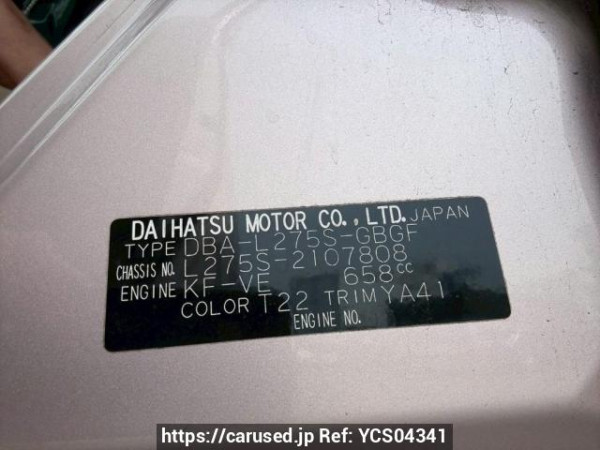 DAIHATSU MOTOR CO., LTD. JAPAN
TYPE DBA-L275S-GBGF
CHASSIS NO. L275S-2107808
ENGINE KF-VE 658cc
COLOR T22 TRIM YA41
ENGINE NO.
https://carused.jp Ref: YCS04341